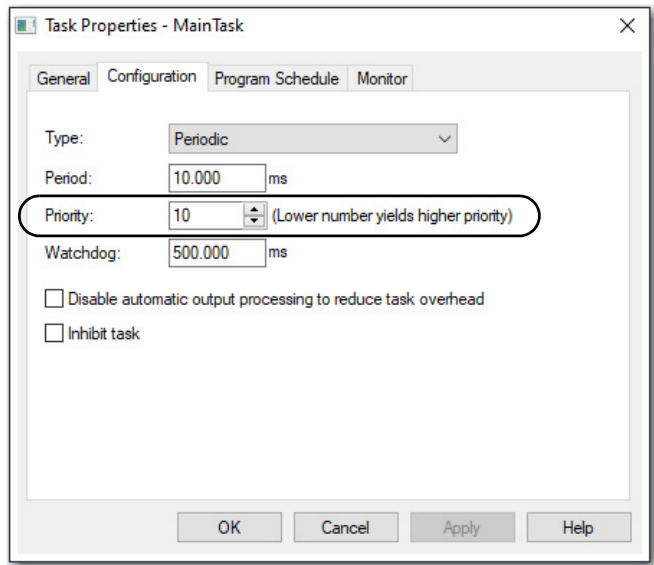 Task Properties - MainTask
General Configuration Program Schedule Monitor
Type: Periodic
Period: 10.000 ms
Priority: 10 (Lower number yields higher priority)
Watchdog: 500.000 ms
Disable automatic output processing to reduce task overhead
Inhibit task
OK Cancel Apply Help